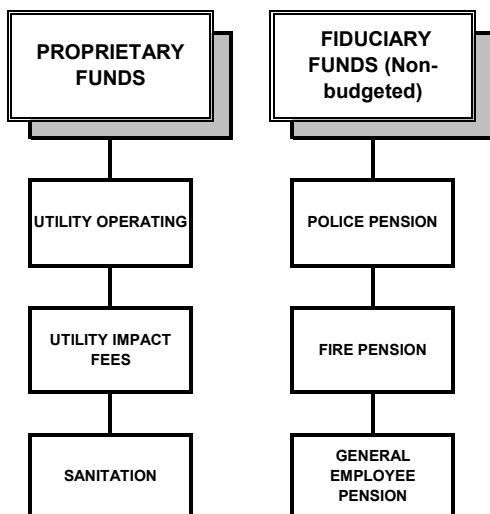 PROPRIETARY
FUNDS
UTILITY OPERATING
UTILITY IMPACT
FEES
SANITATION
FIDUCIARY
FUNDS (Non-
budgeted)
POLICE PENSION
FIRE PENSION
GENERAL
EMPLOYEE
PENSION